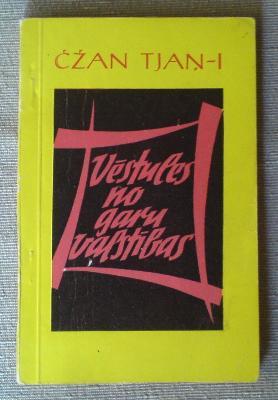 ČŽAN TJAŅ-I
Vēstules
no
garu
valstības